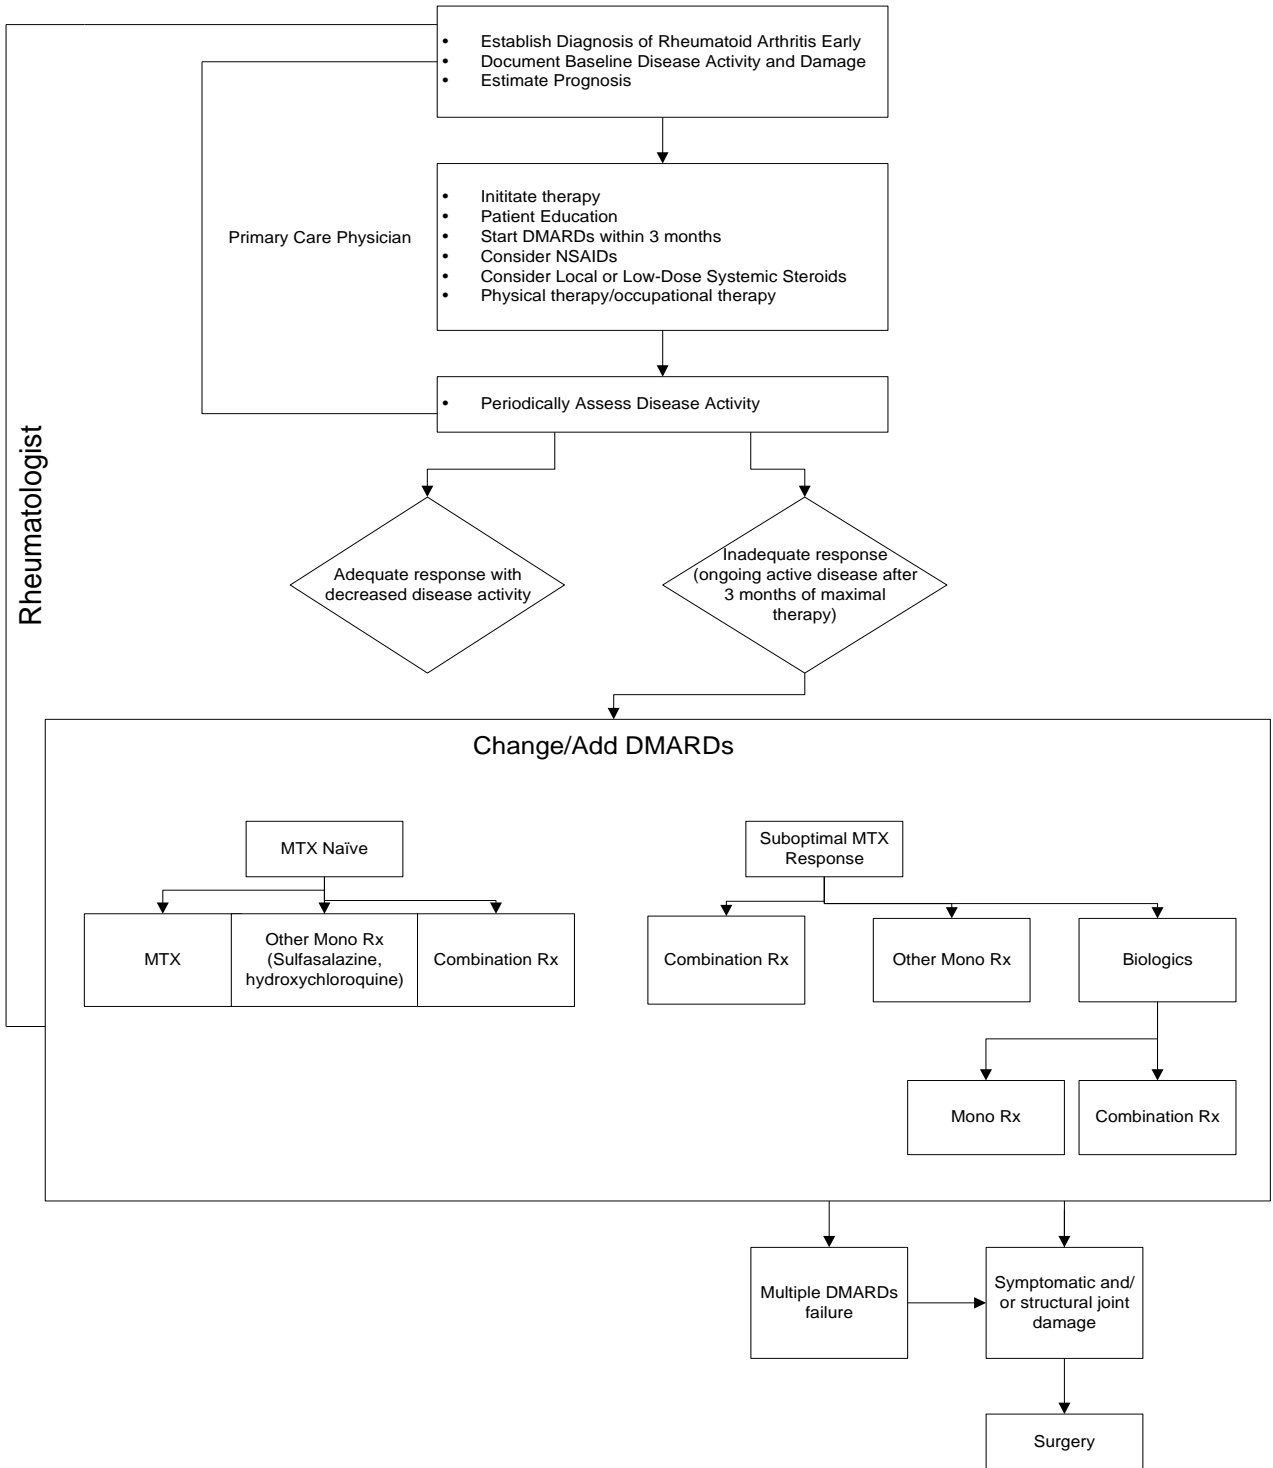 • Establish Diagnosis of Rheumatoid Arthritis Early
• Document Baseline Disease Activity and Damage
• Estimate Prognosis
Primary Care Physician
• Inititate therapy
• Patient Education
• Start DMARDs within 3 months
• Consider NSAIDs
• Consider Local or Low-Dose Systemic Steroids
• Physical therapy/occupational therapy
• Periodically Assess Disease Activity
Rheumatologist
Adequate response with
decreased disease activity
Inadequate response
(ongoing active disease after
3 months of maximal
therapy)
Change/Add DMARDs
MTX Naïve
Suboptimal MTX
Response
MTX
Other Mono Rx
(Sulfasalazine,
hydroxychloroquine)
Combination Rx
Combination Rx
Other Mono Rx
Biologics
Mono Rx
Combination Rx
Multiple DMARDs
failure
Symptomatic and/
or structural joint
damage
Surgery